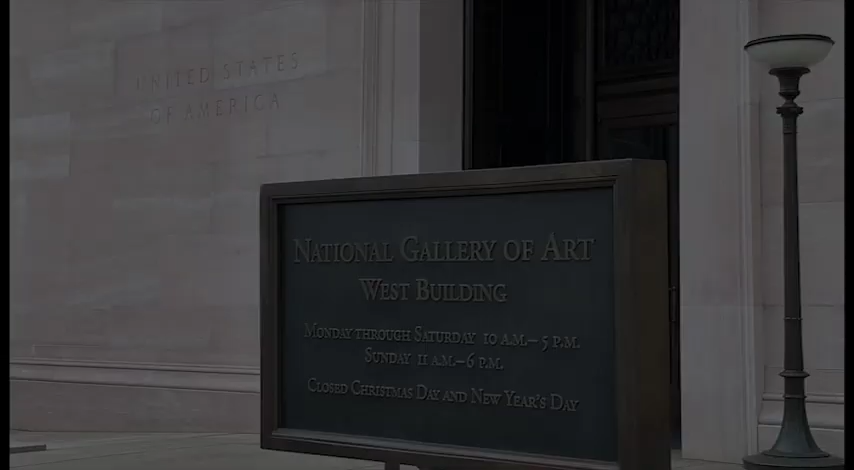 UNITED STATES
OF AMERICA
NATIONAL GALLERY OF ART
WEST BUILDING
MONDAY THROUGH SATURDAY 10 A.M.–5 P.M.
SUNDAY 11 A.M.–6 P.M.
CLOSED CHRISTMAS DAY AND NEW YEAR'S DAY